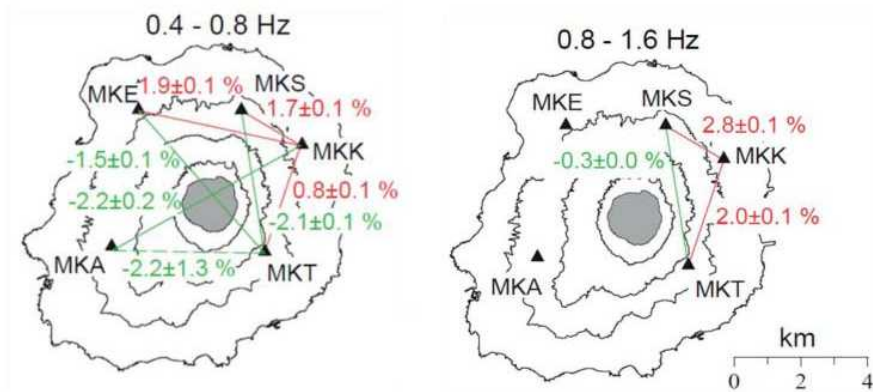 0.4 - 0.8 Hz
MKE
1.9±0.1 %
MKS
1.7±0.1 %
MKK
-1.5±0.1 %
0.8±0.1 %
-2.2±0.2 %
-2.1±0.1 %
MKA
-2.2±1.3 %
MKT
0.8 - 1.6 Hz
MKE
MKS
2.8±0.1 %
MKK
-0.3±0.0 %
2.0±0.1 %
MKA
MKT
km
0 2 4